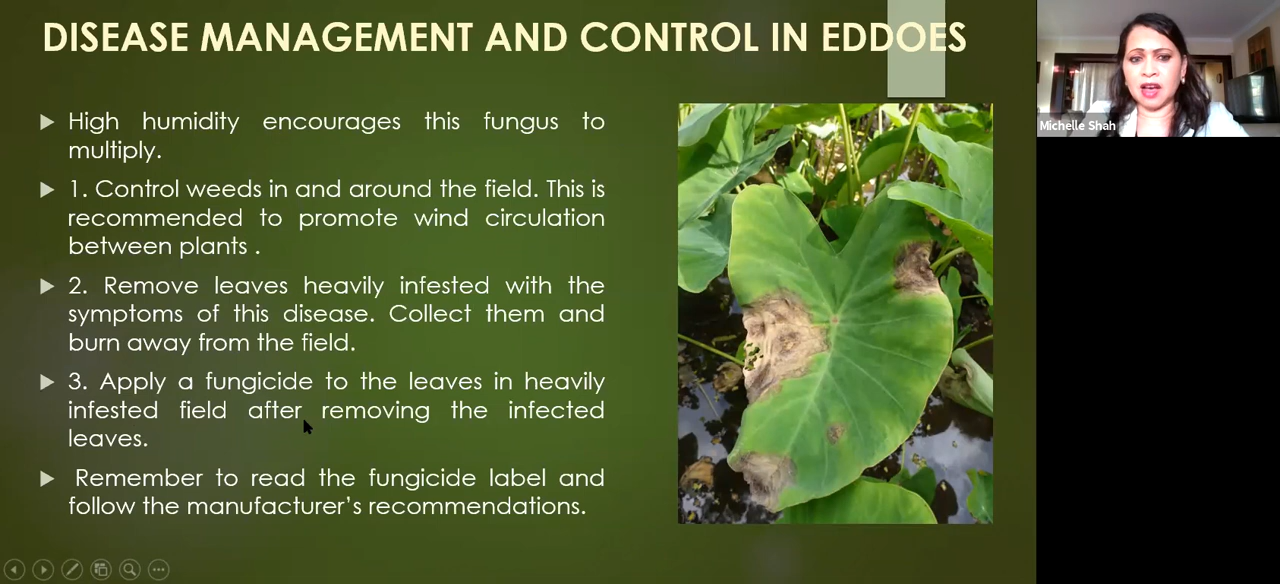 DISEASE MANAGEMENT AND CONTROL IN EDDOES
High humidity encourages this fungus to
multiply.
1. Control weeds in and around the field. This is
recommended to promote wind circulation
between plants .
2. Remove leaves heavily infested with the
symptoms of this disease. Collect them and
burn away from the field.
3. Apply a fungicide to the leaves in heavily
infested field after removing the infected
leaves.
Remember to read the fungicide label and
follow the manufacturer’s recommendations.
Michelle Shah